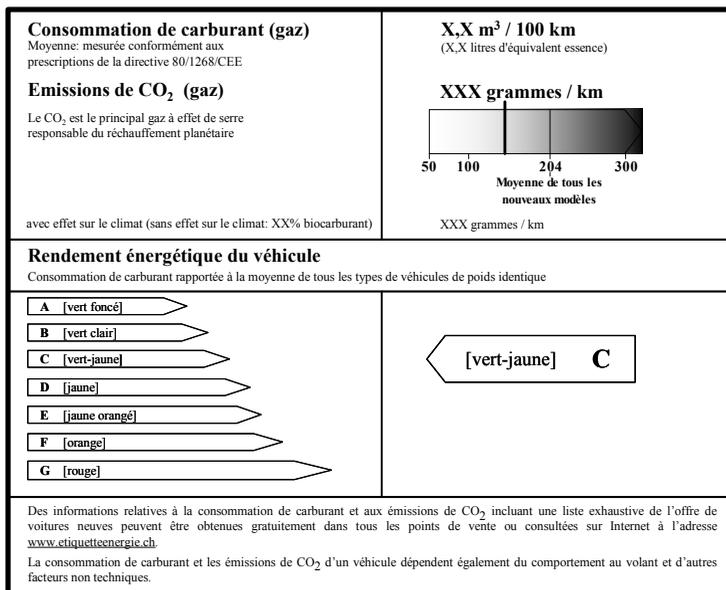 Consommation de carburant (gaz)
Moyenne: mesurée conformément aux
prescriptions de la directive 80/1268/CEE
X,X m³ / 100 km
(X,X litres d'équivalent essence)
Emissions de CO₂ (gaz)
Le CO₂ est le principal gaz à effet de serre
responsable du réchauffement planétaire
XXX grammes / km
50 100 204 300
Moyenne de tous les
nouveaux modèles
avec effet sur le climat (sans effet sur le climat: XX% biocarburant)
XXX grammes / km
Rendement énergétique du véhicule
Consommation de carburant rapportée à la moyenne de tous les types de véhicules de poids identique
A [vert foncé]
B [vert clair]
C [vert-jaune]
D [jaune]
E [jaune orangé]
F [orange]
G [rouge]
[vert-jaune] C
Des informations relatives à la consommation de carburant et aux émissions de CO₂ incluant une liste exhaustive de l'offre de
voitures neuves peuvent être obtenues gratuitement dans tous les points de vente ou consultées sur Internet à l'adresse
www.etiquetteenergie.ch.
La consommation de carburant et les émissions de CO₂ d'un véhicule dépendent également du comportement au volant et d'autres
facteurs non techniques.